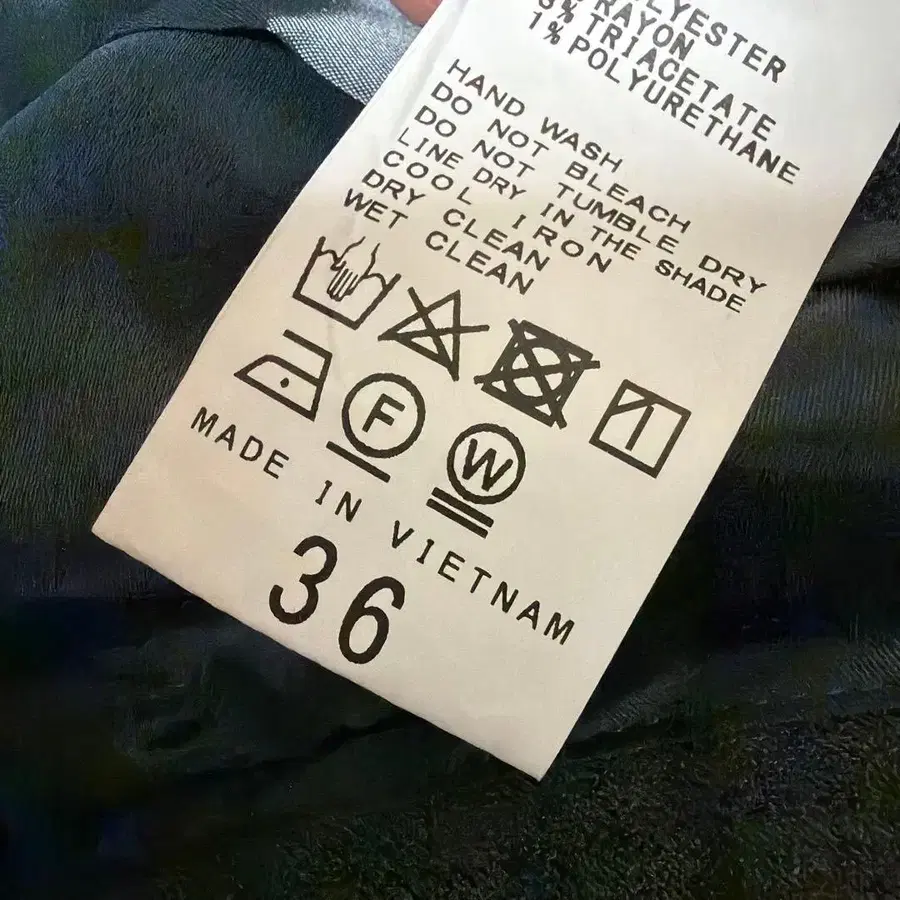 RAYON
3% TRIACETATE
1% POLYURETHANE
HAND WASH
DO NOT BLEACH
DO NOT TUMBLE DRY
LINE DRY IN THE SHADE
COOL IRON
DRY CLEAN
WET CLEAN
F
W
MADE IN VIETNAM
36